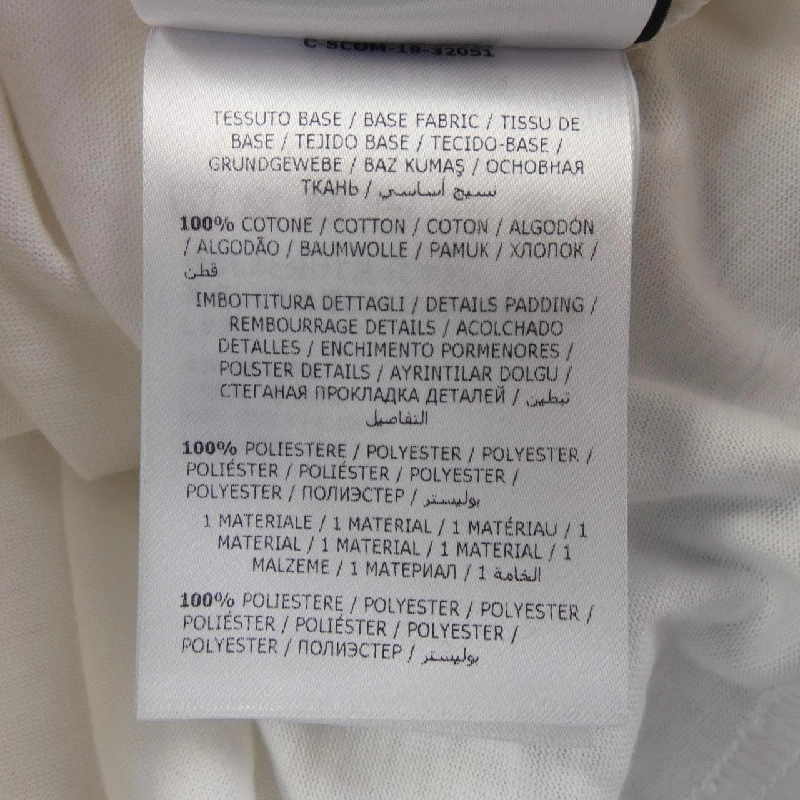 C-SCOM-19-32051
TESSUTO BASE / BASE FABRIC / TISSU DE
BASE / TEJIDO BASE / TECIDO-BASE /
GRUNDGEWEBE / BAZ KUMAŞ / ОСНОВНАЯ
ТКАНЬ / نسيج أساسي
100% COTONE / COTTON / COTON / ALGODÓN
/ ALGODÃO / BAUMWOLLE / PAMUK / ХЛОПОК /
قطن
IMBOTTITURA DETTAGLI / DETAILS PADDING /
REMBOURRAGE DETAILS / ACOLCHADO
DETALLES / ENCHIMENTO PORMENORES /
POLSTER DETAILS / AYRINTILAR DOLGU /
СТЕГАНАЯ ПРОКЛАДКА ДЕТАЛЕЙ / تبطين
التفاصيل
100% POLIESTERE / POLYESTER / POLYESTER /
POLIÉSTER / POLIÉSTER / POLYESTER /
POLYESTER / ПОЛИЭСТЕР / بوليستر
1 MATERIALE / 1 MATERIAL / 1 MATÉRIAU / 1
MATERIAL / 1 MATERIAL / 1 MATERIAL / 1
MALZEME / 1 МАТЕРИАЛ / 1 الخامة
100% POLIESTERE / POLYESTER / POLYESTER /
POLIÉSTER / POLIÉSTER / POLYESTER /
POLYESTER / ПОЛИЭСТЕР / بوليستر